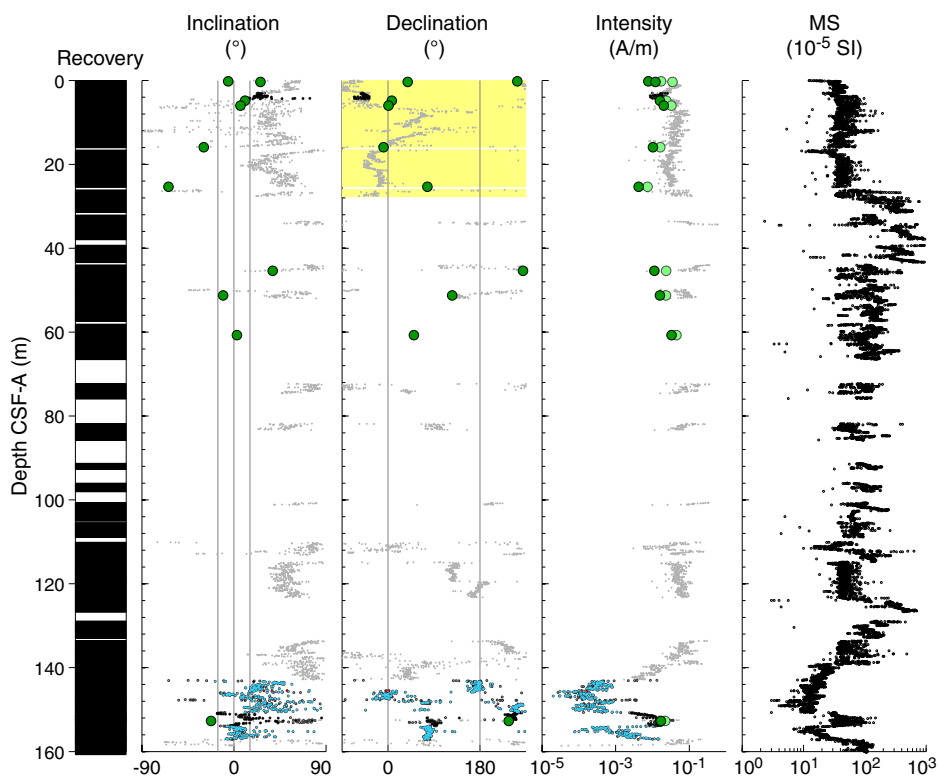 Inclination
(°)
Declination
(°)
Intensity
(A/m)
MS
(10-5 SI)
Recovery
Depth CSF-A (m)
0
20
40
60
80
100
120
140
160
-90 0 90
0 180
10-5 10-3 10-1
100 101 102 103